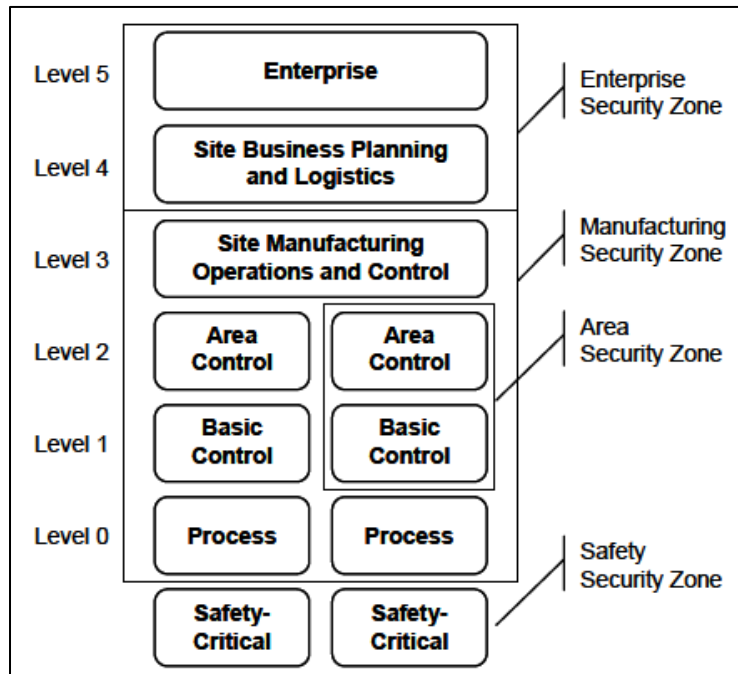 Level 5
Enterprise
Enterprise
Security Zone
Level 4
Site Business Planning
and Logistics
Level 3
Site Manufacturing
Operations and Control
Manufacturing
Security Zone
Level 2
Area
Control
Area
Control
Area
Security Zone
Level 1
Basic
Control
Basic
Control
Level 0
Process
Process
Safety
Security Zone
Safety-
Critical
Safety-
Critical